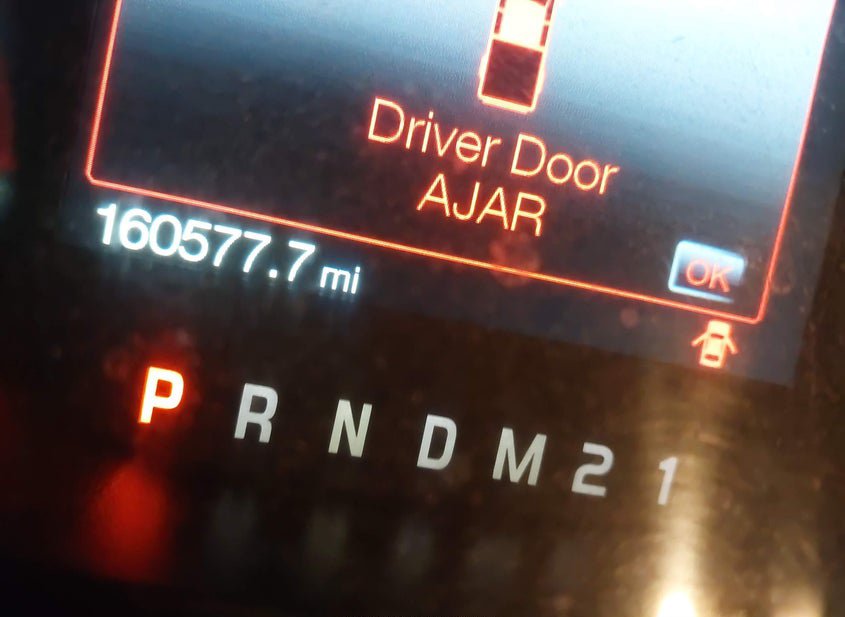 Driver Door
AJAR
OK
160577.7 mi
P R N D M 2 1